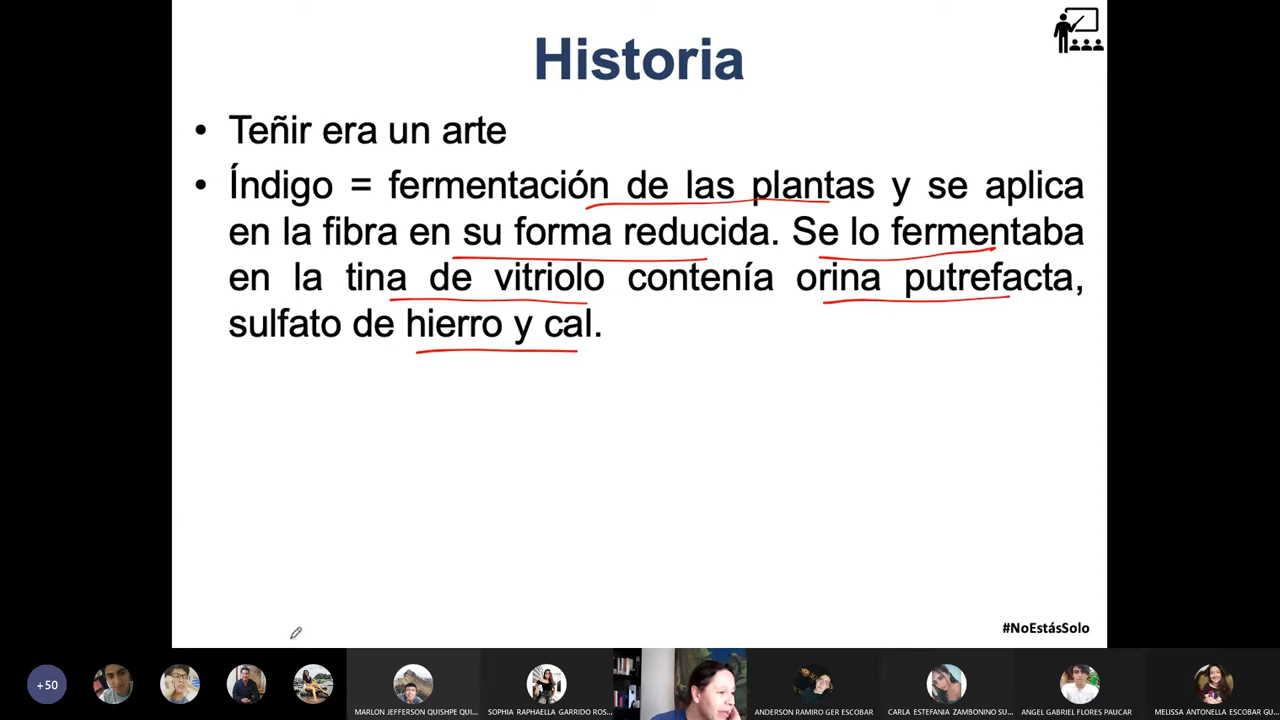 Historia
• Teñir era un arte
• Índigo = fermentación de las plantas y se aplica
en la fibra en su forma reducida. Se lo fermentaba
en la tina de vitriolo contenía orina putrefacta,
sulfato de hierro y cal.
#NoEstásSolo
+50
MARLON JEFFERSON QUISHPE QUI...
SOPHIA RAPHAELLA GARRIDO ROS...
ANDERSON RAMIRO GER ESCOBAR
CARLA ESTEFANIA ZAMBONINO SU...
ANGEL GABRIEL FLORES PAUCAR
MELISSA ANTONELLA ESCOBAR GU...